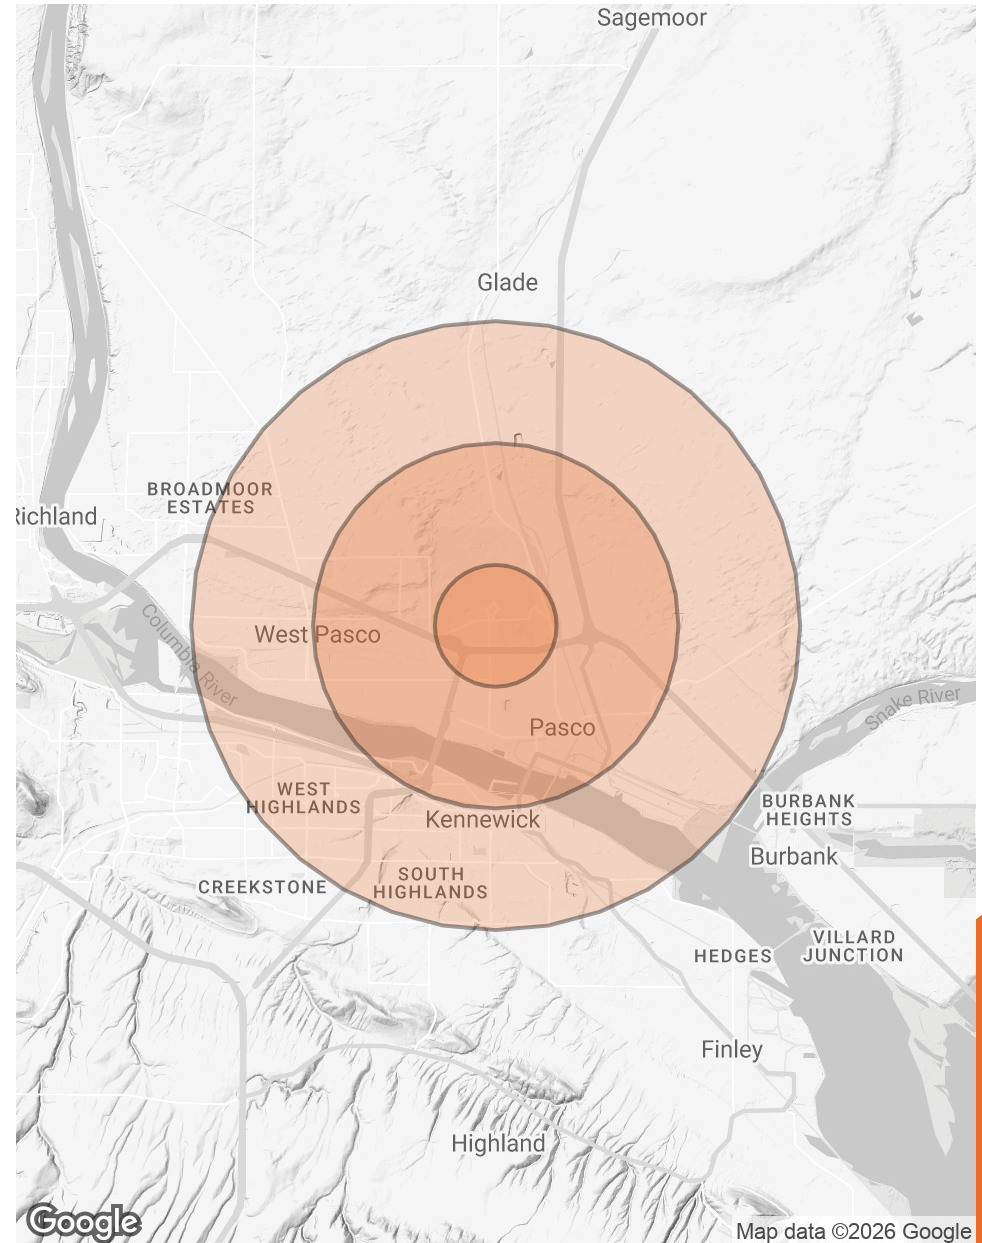 Sagemoor
Glade
BROADMOOR
ESTATES
Richland
Columbia River
West Pasco
Snake River
Pasco
WEST
HIGHLANDS
BURBANK
HEIGHTS
Kennewick
Burbank
SOUTH
HIGHLANDS
CREEKSTONE
VILLARD
JUNCTION
HEDGES
Finley
Highland
Google
Map data ©2026 Google